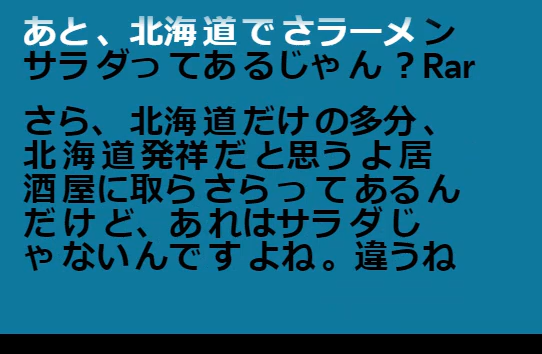 あと、北海道でさラーメン
サラダってあるじゃん？Rar
さら、北海道だけの多分、
北海道発祥だと思うよ居
酒屋に取らさらってあるん
だけど、あれはサラダじ
ゃないんですよね。違うね